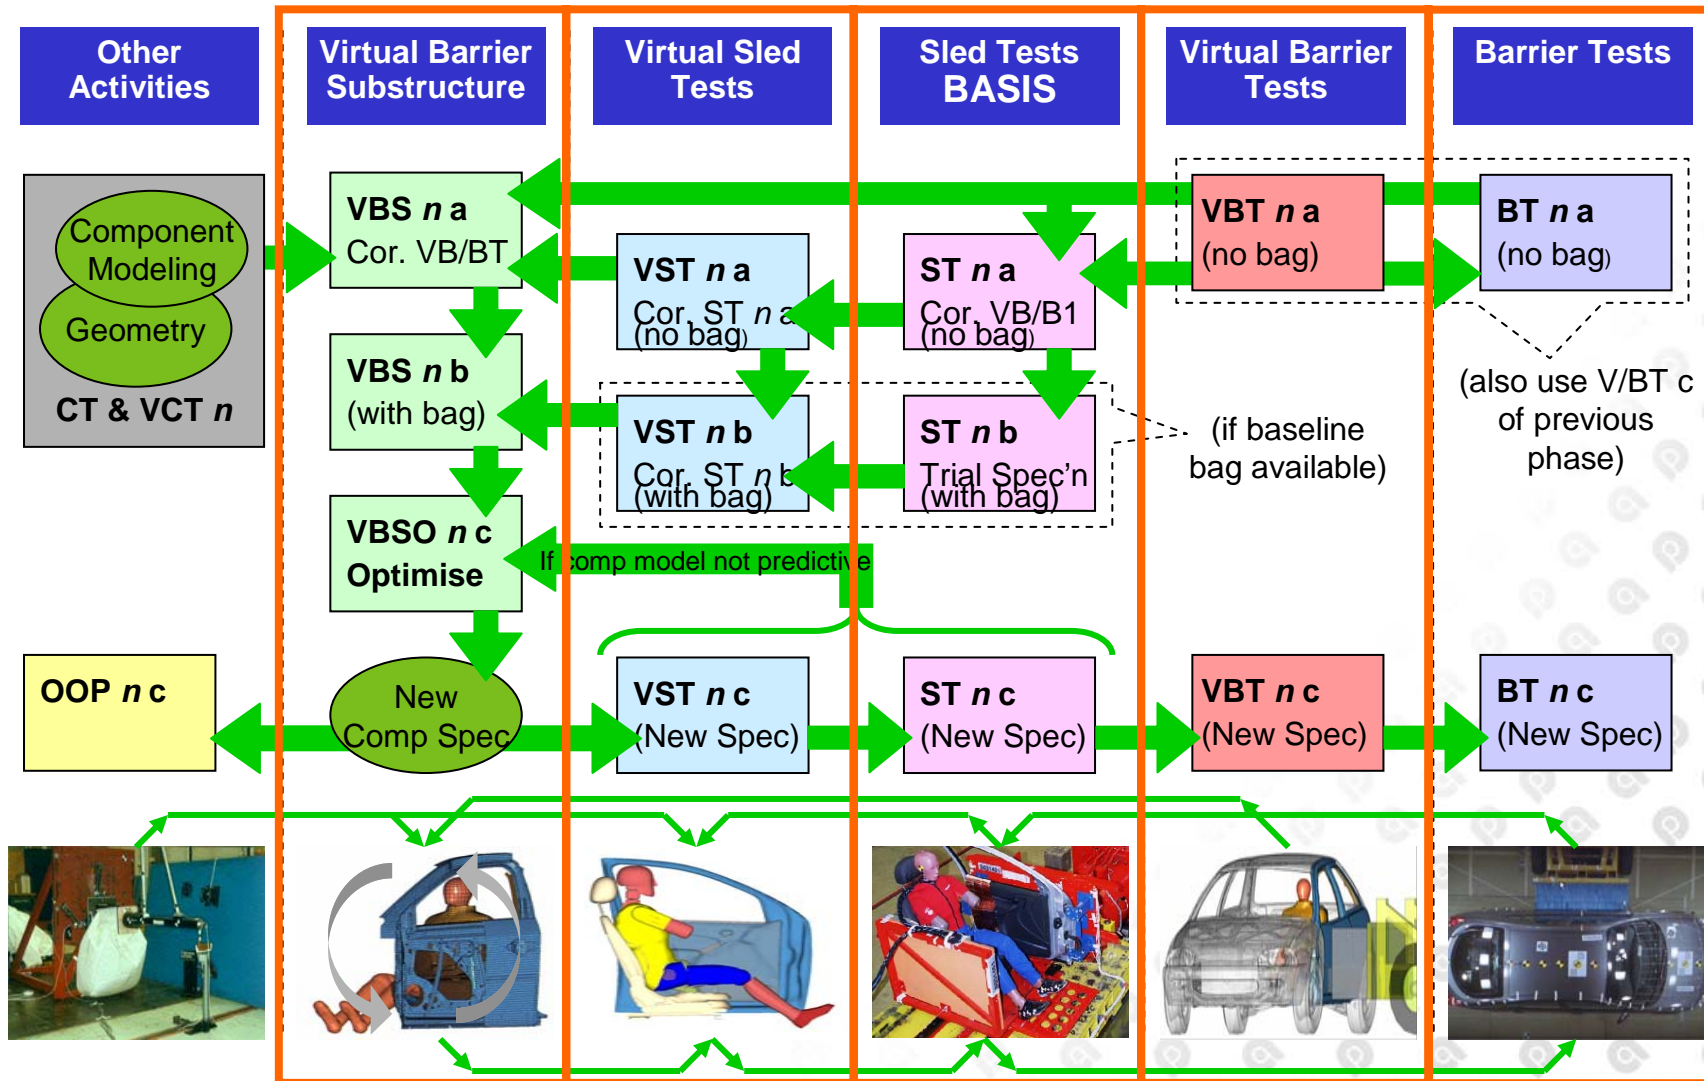 Other
Activities
Virtual Barrier
Substructure
Virtual Sled
Tests
Sled Tests
BASIS
Virtual Barrier
Tests
Barrier Tests
Component
Modeling
Geometry
CT & VCT n
VBS n a
Cor. VB/BT
VST n a
Cor. ST n a
(no bag)
ST n a
Cor. VB/B1
(no bag)
VBT n a
(no bag)
BT n a
(no bag)
VBS n b
(with bag)
VST n b
Cor. ST n b
(with bag)
ST n b
Trial Spec'n
(with bag)
(if baseline
bag available)
(also use V/BT c
of previous
phase)
VBSO n c
Optimise
If comp model not predictive
OOP n c
New
Comp Spec
VST n c
(New Spec)
ST n c
(New Spec)
VBT n c
(New Spec)
BT n c
(New Spec)